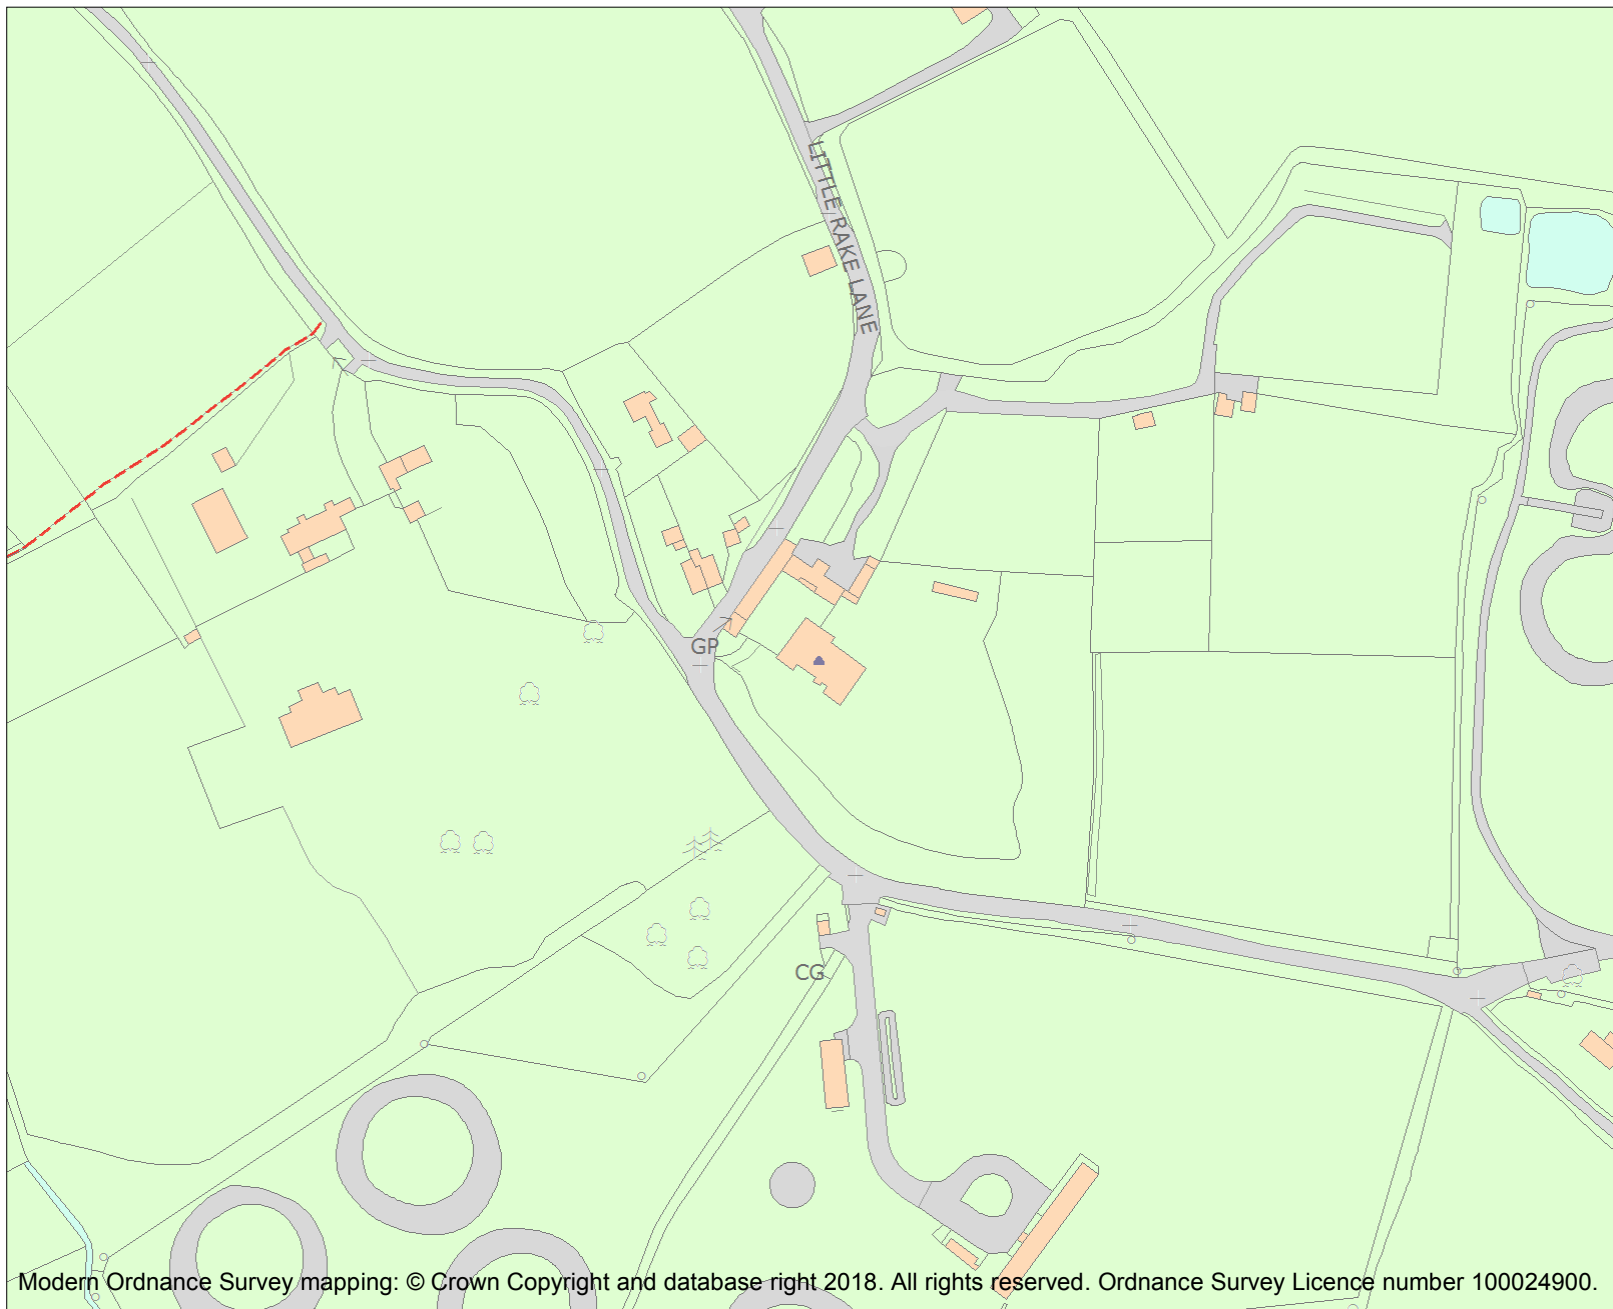 LITTLE RAKE LANE
GP
CG
Modern Ordnance Survey mapping: © Crown Copyright and database right 2018. All rights reserved. Ordnance Survey Licence number 100024900.